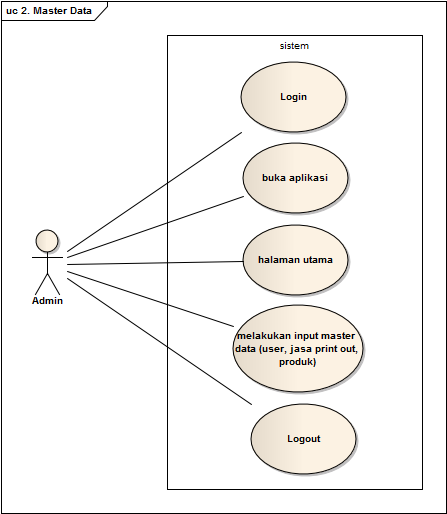 uc 2. Master Data
sistem
Login
buka aplikasi
halaman utama
Admin
melakukan input master
data (user, jasa print out,
produk)
Logout